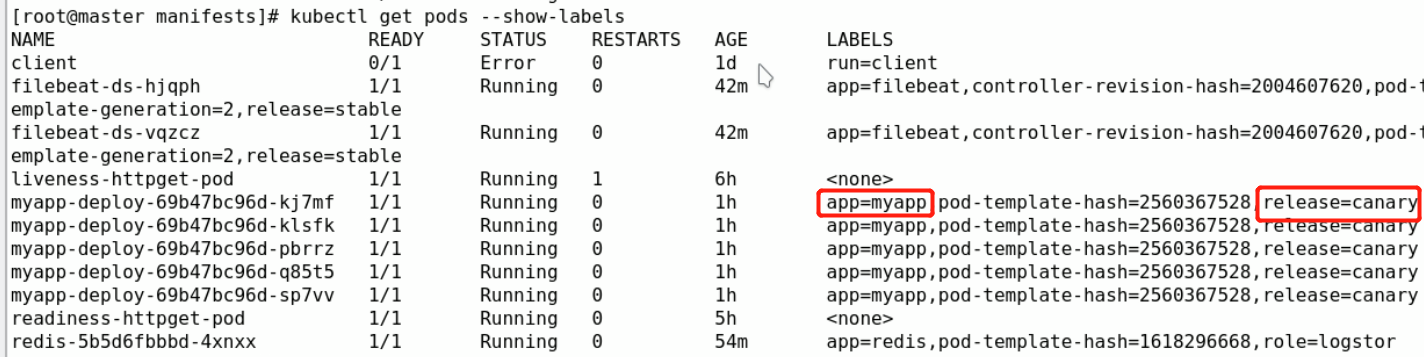 [root@master manifests]# kubectl get pods --show-labels
NAME READY STATUS RESTARTS AGE LABELS
client 0/1 Error 0 1d run=client
filebeat-ds-hjqph 1/1 Running 0 42m app=filebeat,controller-revision-hash=2004607620,pod-t
emplate-generation=2,release=stable
filebeat-ds-vqzcz 1/1 Running 0 42m app=filebeat,controller-revision-hash=2004607620,pod-t
emplate-generation=2,release=stable
liveness-httpget-pod 1/1 Running 1 6h <none>
myapp-deploy-69b47bc96d-kj7mf 1/1 Running 0 1h app=myapp,pod-template-hash=2560367528,release=canary
myapp-deploy-69b47bc96d-klsfk 1/1 Running 0 1h app=myapp,pod-template-hash=2560367528,release=canary
myapp-deploy-69b47bc96d-pbrrz 1/1 Running 0 1h app=myapp,pod-template-hash=2560367528,release=canary
myapp-deploy-69b47bc96d-q85t5 1/1 Running 0 1h app=myapp,pod-template-hash=2560367528,release=canary
myapp-deploy-69b47bc96d-sp7vv 1/1 Running 0 1h app=myapp,pod-template-hash=2560367528,release=canary
readiness-httpget-pod 1/1 Running 0 5h <none>
redis-5b5d6fbbbd-4xnxx 1/1 Running 0 54m app=redis,pod-template-hash=1618296668,role=logstor